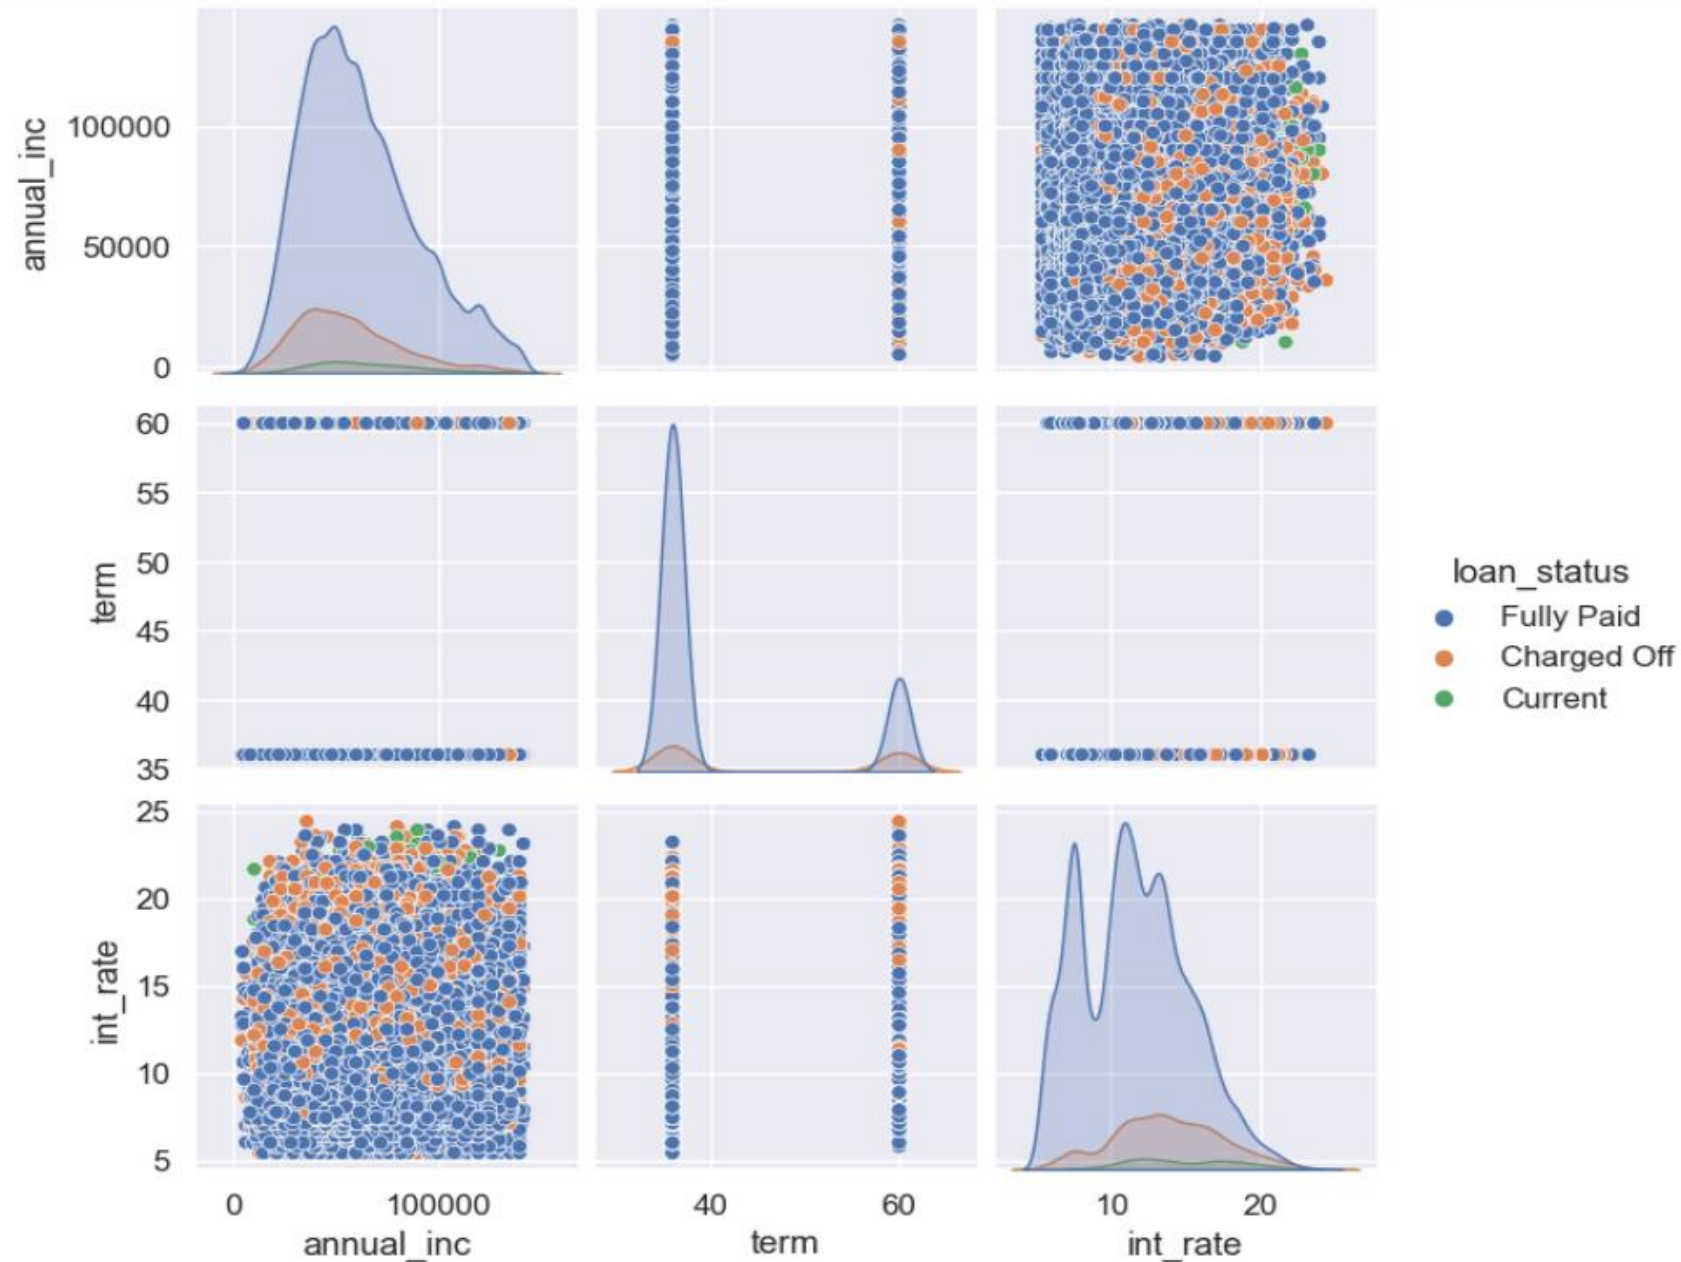 annual_inc
100000
50000
0
term
60
55
50
45
40
35
int_rate
25
20
15
10
5
0 100000
annual_inc
40 60
term
10 20
int_rate
loan_status
Fully Paid
Charged Off
Current